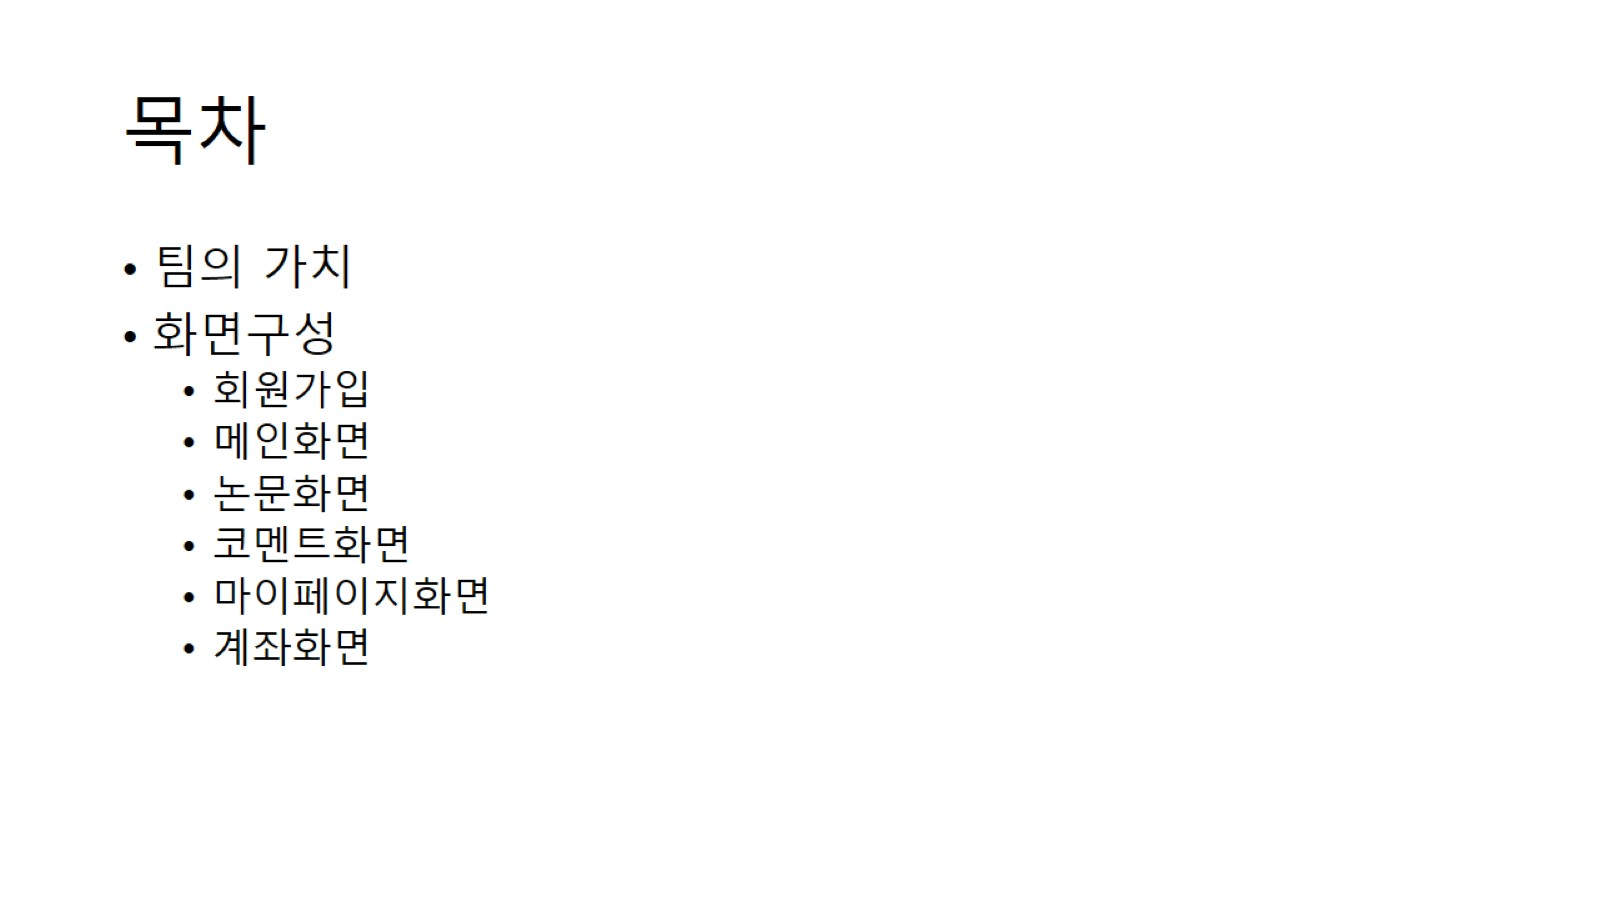 목차
• 팀의 가치
• 화면구성
• 회원가입
• 메인화면
• 논문화면
• 코멘트화면
• 마이페이지화면
• 계좌화면